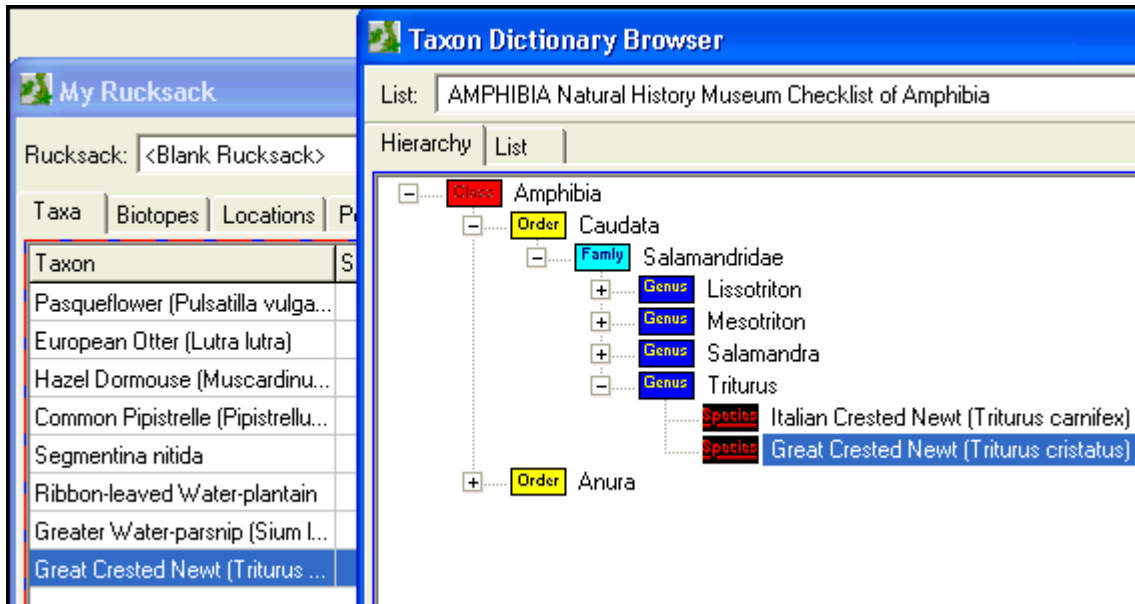 My Rucksack
Rucksack: <Blank Rucksack>
Taxa Biotopes Locations
Taxon S
Pasqueflower (Pulsatilla vulga...
European Otter (Lutra lutra)
Hazel Dormouse (Muscardinu...
Common Pipistrelle (Pipistrellu...
Segmentina nitida
Ribbon-leaved Water-plantain
Greater Water-parsnip (Sium l...
Great Crested Newt (Triturus ...
Taxon Dictionary Browser
List: AMPHIBIA Natural History Museum Checklist of Amphibia
Hierarchy List
Class Amphibia
Order Caudata
Famly Salamandridae
Genus Lissotriton
Genus Mesotriton
Genus Salamandra
Genus Triturus
Species Italian Crested Newt (Triturus carnifex)
Species Great Crested Newt (Triturus cristatus)
Order Anura